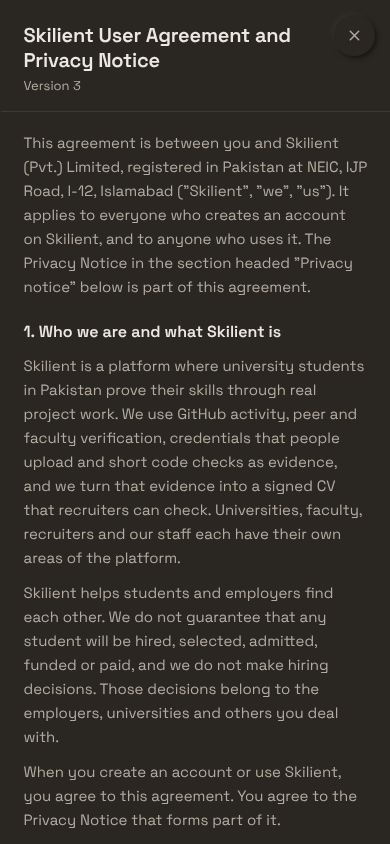 Skilient User Agreement and
Privacy Notice
Version 3
This agreement is between you and Skilient
(Pvt.) Limited, registered in Pakistan at NEIC, IJP
Road, I-12, Islamabad ("Skilient", "we", "us"). It
applies to everyone who creates an account
on Skilient, and to anyone who uses it. The
Privacy Notice in the section headed "Privacy
notice" below is part of this agreement.
1. Who we are and what Skilient is
Skilient is a platform where university students
in Pakistan prove their skills through real
project work. We use GitHub activity, peer and
faculty verification, credentials that people
upload and short code checks as evidence,
and we turn that evidence into a signed CV
that recruiters can check. Universities, faculty,
recruiters and our staff each have their own
areas of the platform.
Skilient helps students and employers find
each other. We do not guarantee that any
student will be hired, selected, admitted,
funded or paid, and we do not make hiring
decisions. Those decisions belong to the
employers, universities and others you deal
with.
When you create an account or use Skilient,
you agree to this agreement. You agree to the
Privacy Notice that forms part of it.